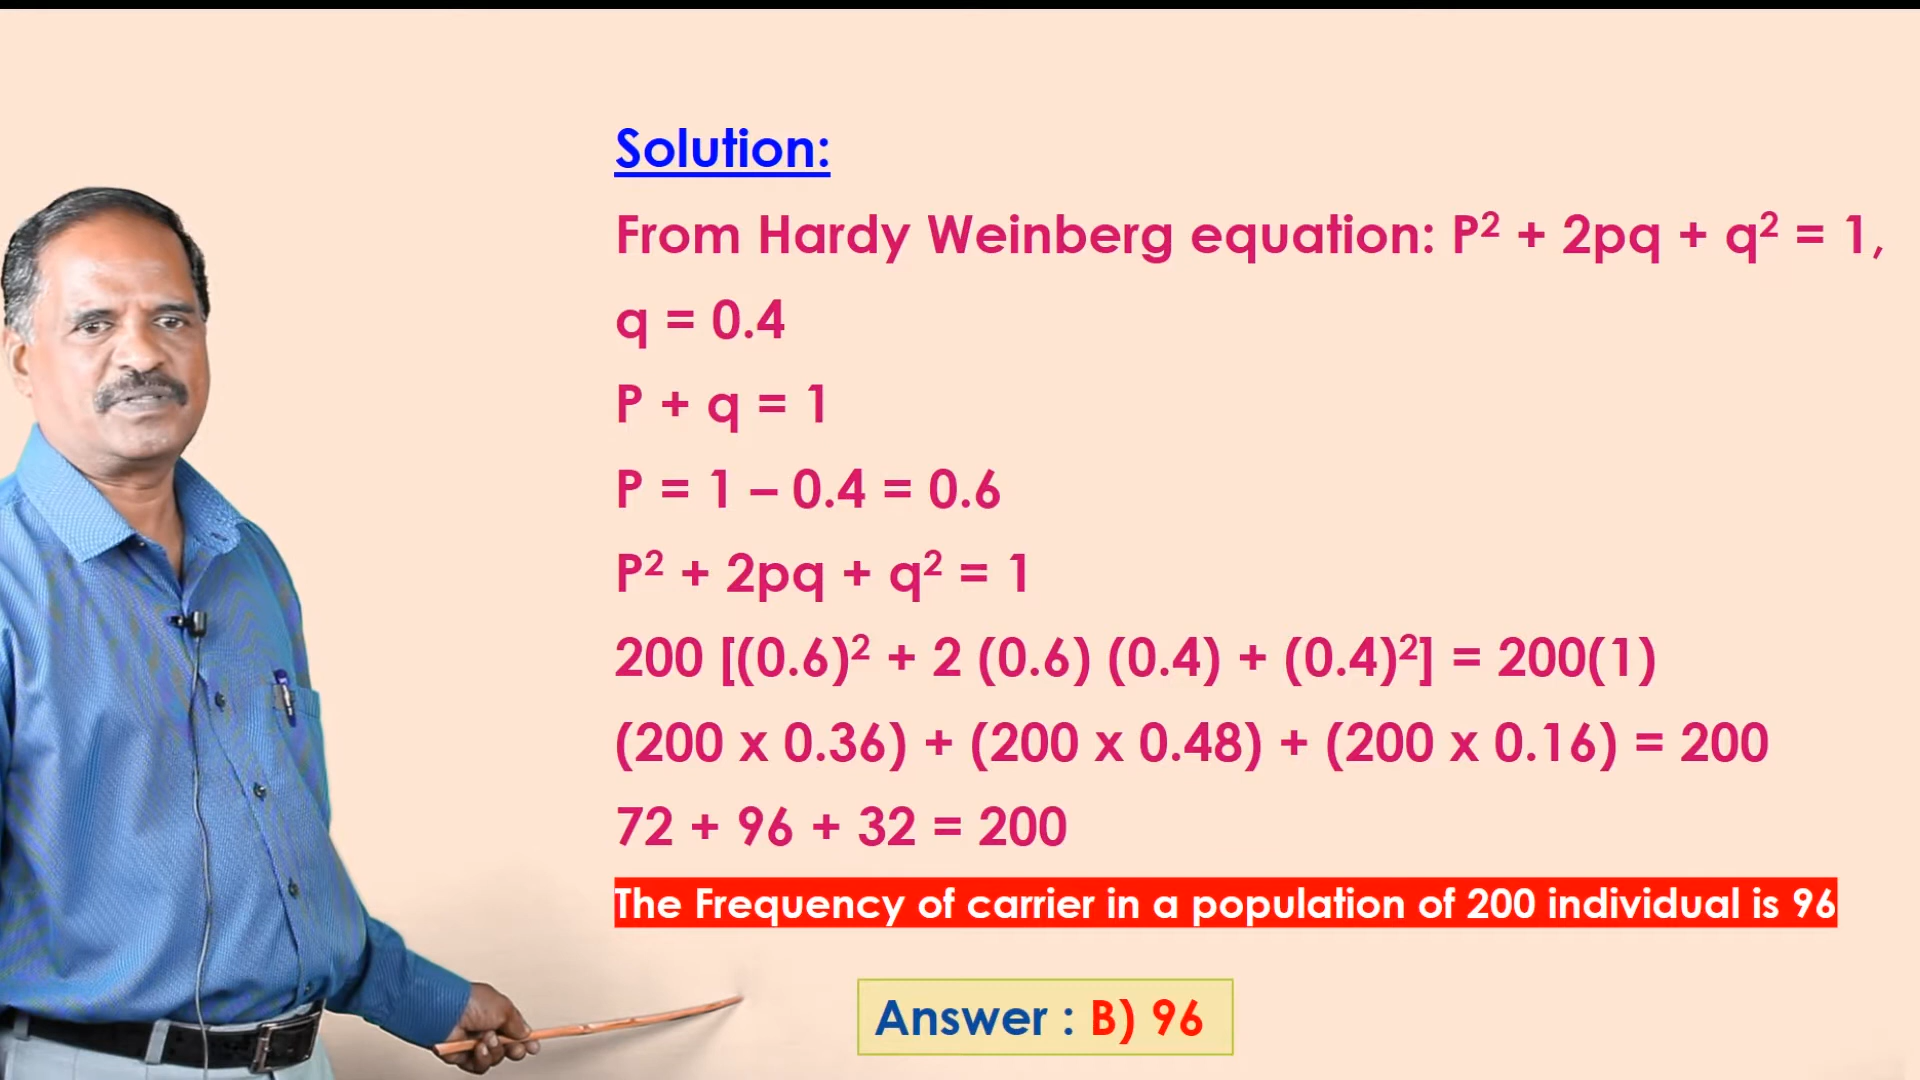 Solution:
From Hardy Weinberg equation: P² + 2pq + q² = 1,
q = 0.4
P + q = 1
P = 1 – 0.4 = 0.6
P² + 2pq + q² = 1
200 [(0.6)² + 2 (0.6) (0.4) + (0.4)²] = 200(1)
(200 x 0.36) + (200 x 0.48) + (200 x 0.16) = 200
72 + 96 + 32 = 200
The Frequency of carrier in a population of 200 individual is 96
Answer : B) 96